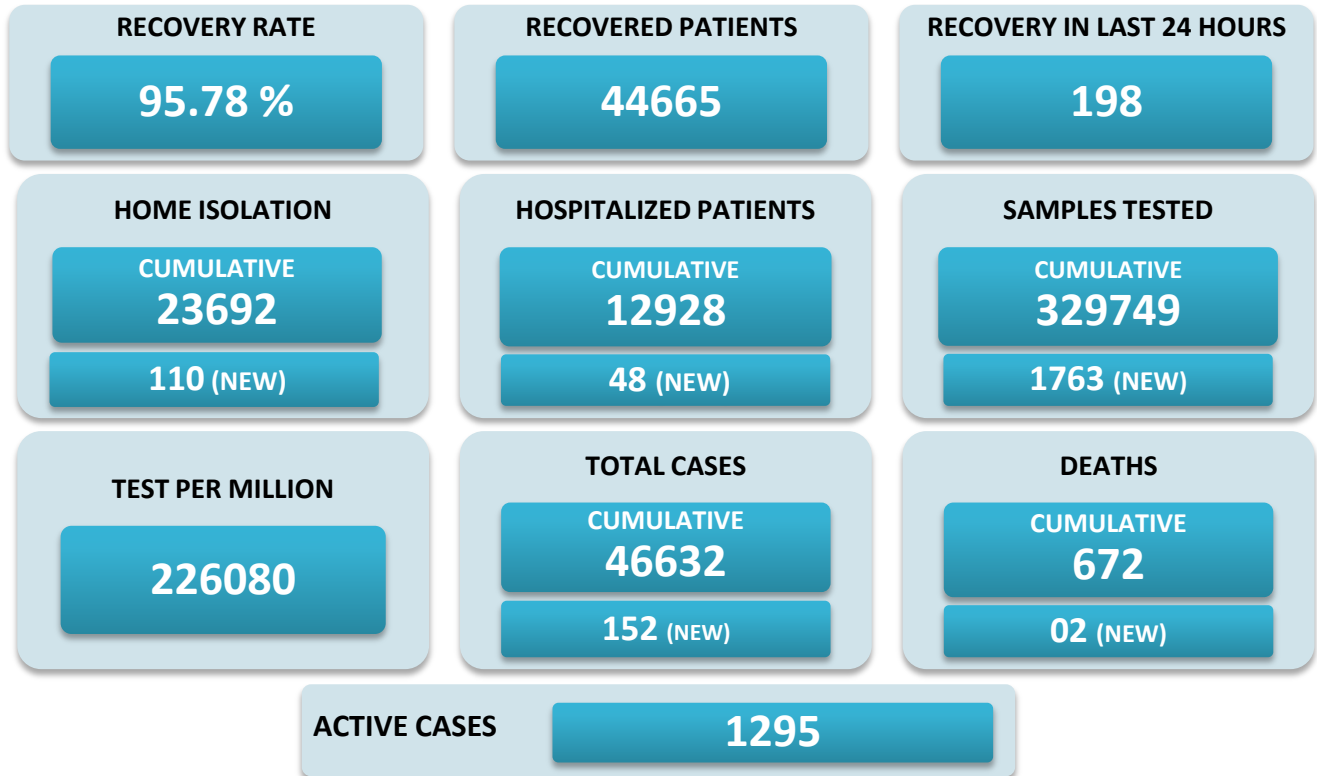 RECOVERY RATE
95.78 %
RECOVERED PATIENTS
44665
RECOVERY IN LAST 24 HOURS
198
HOME ISOLATION
CUMULATIVE
23692
110 (NEW)
HOSPITALIZED PATIENTS
CUMULATIVE
12928
48 (NEW)
SAMPLES TESTED
CUMULATIVE
329749
1763 (NEW)
TEST PER MILLION
226080
TOTAL CASES
CUMULATIVE
46632
152 (NEW)
DEATHS
CUMULATIVE
672
02 (NEW)
ACTIVE CASES
1295